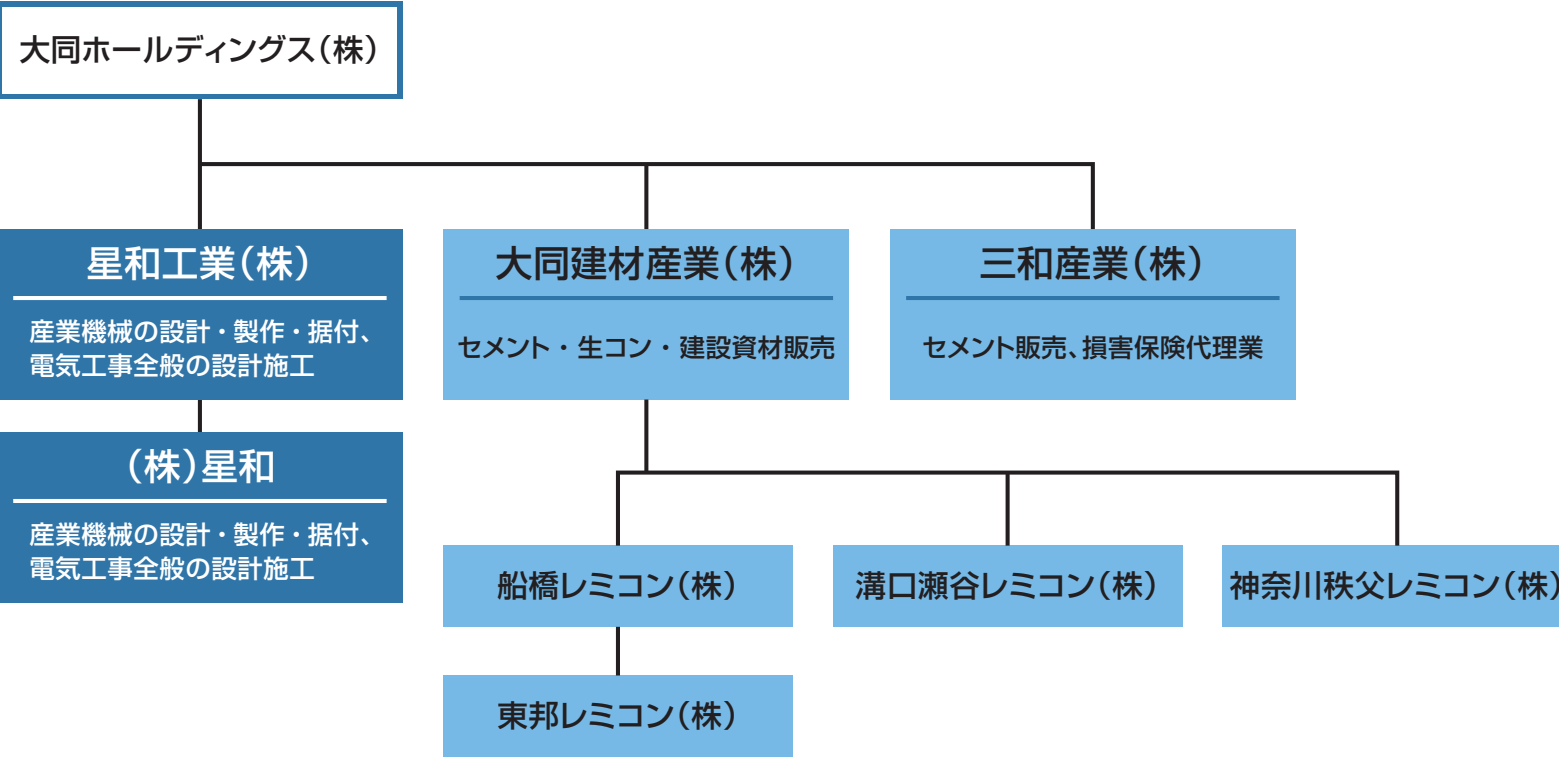 大同ホールディングス(株)
星和工業(株)
産業機械の設計・製作・据付、
電気工事全般の設計施工
大同建材産業(株)
セメント・生コン・建設資材販売
三和産業(株)
セメント販売、損害保険代理業
(株)星和
産業機械の設計・製作・据付、
電気工事全般の設計施工
船橋レミコン(株)
溝口瀬谷レミコン(株)
神奈川秩父レミコン(株)
東邦レミコン(株)